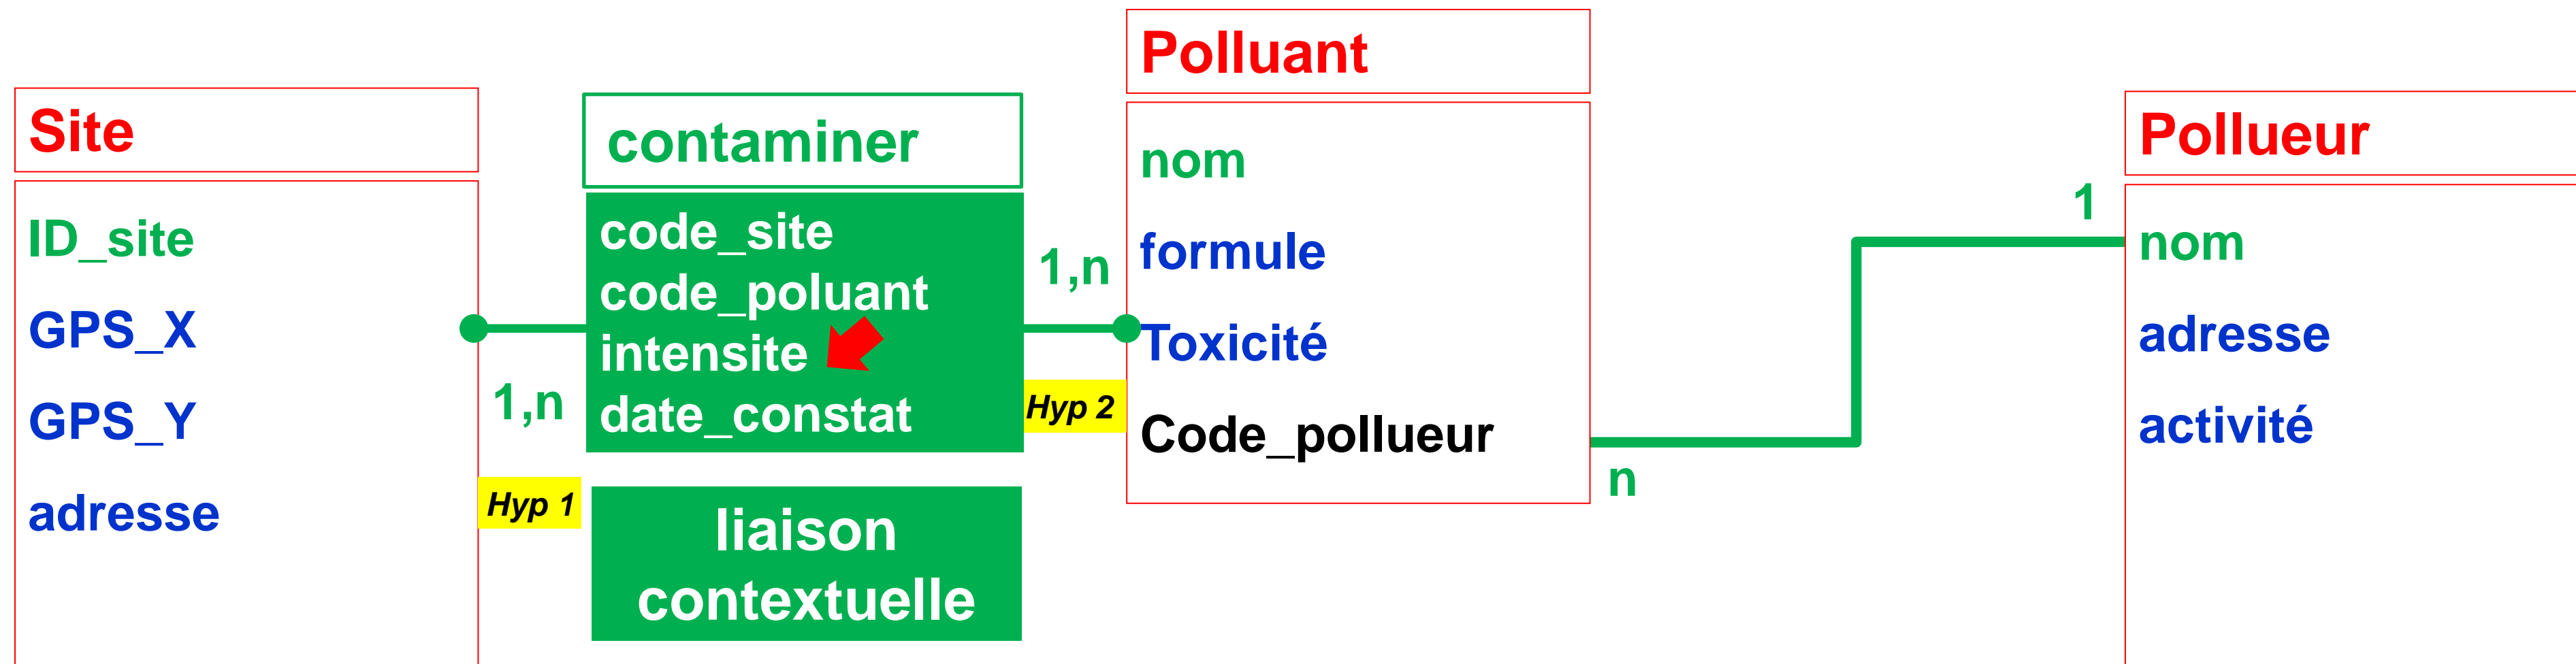 Site
ID_site
GPS_X
GPS_Y
adresse
1,n
Hyp 1
contaminer
code_site
code_poluant
intensite
date_constat
liaison
contextuelle
1,n
Hyp 2
Polluant
nom
formule
Toxicité
Code_pollueur
n
1
Pollueur
nom
adresse
activité